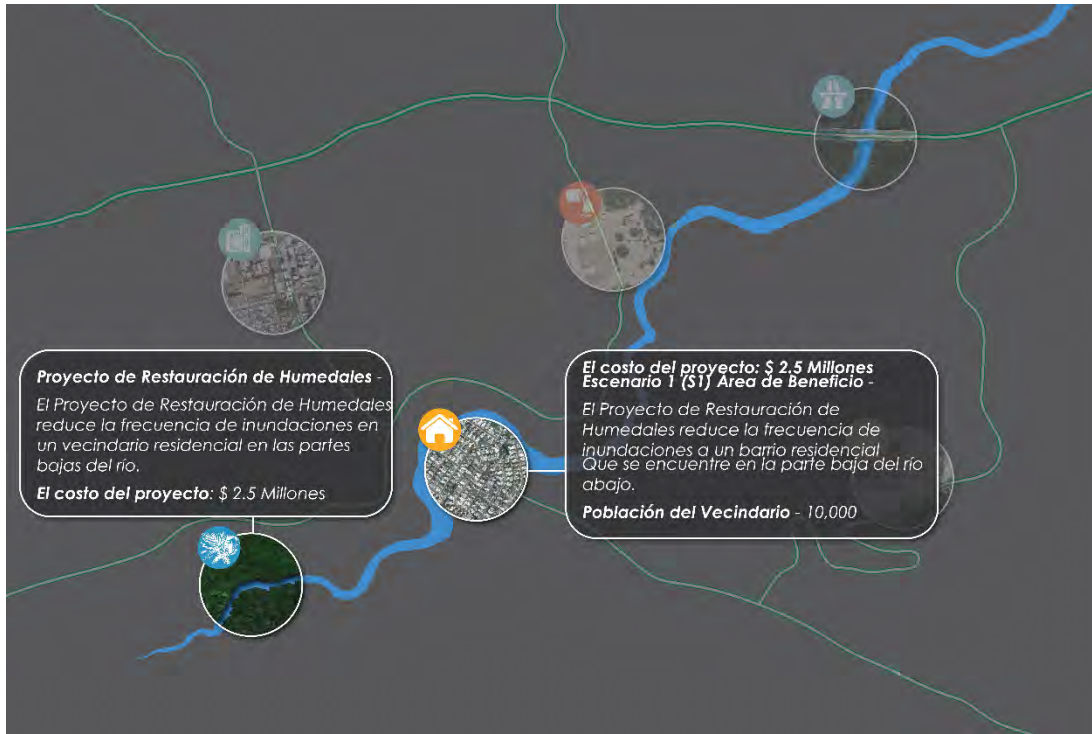 Proyecto de Restauración de Humedales -
El Proyecto de Restauración de Humedales
reduce la frecuencia de inundaciones en
un vecindario residencial en las partes
bajas del río.
El costo del proyecto: $ 2.5 Millones
El costo del proyecto: $ 2.5 Millones
Escenario 1 (S1) Área de Beneficio -
El Proyecto de Restauración de
Humedales reduce la frecuencia de
inundaciones a un barrio residencial
Que se encuentre en la parte baja del río
abajo.
Población del Vecindario - 10,000